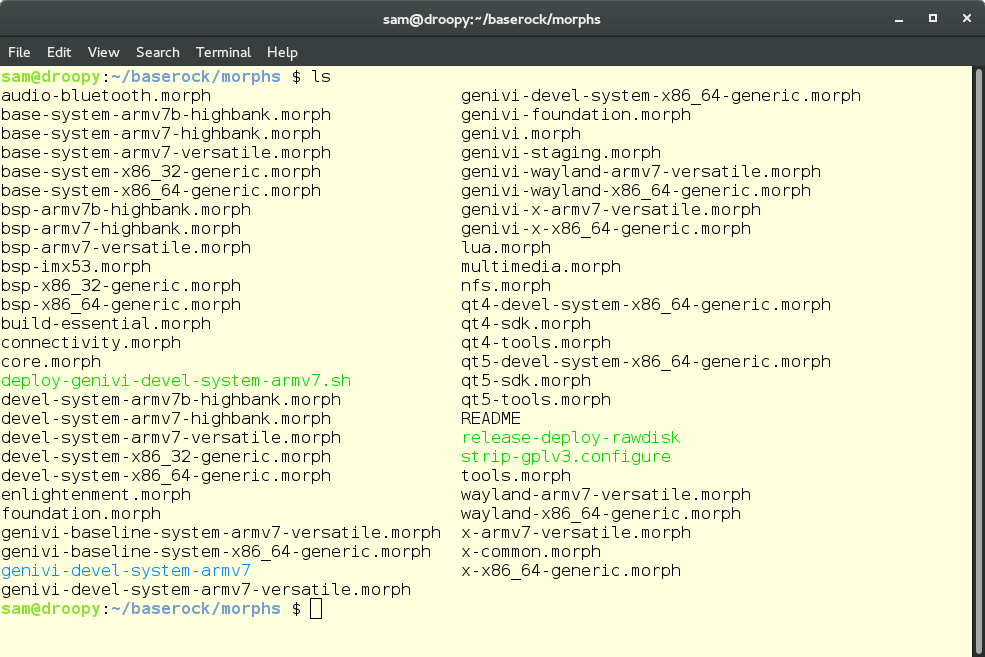 sam@droopy:~/baserock/morphs
File Edit View Search Terminal Help
sam@droopy:~/baserock/morphs $ ls
audio-bluetooth.morph genivi-devel-system-x86_64-generic.morph
base-system-armv7b-highbank.morph genivi-foundation.morph
base-system-armv7-highbank.morph genivi.morph
base-system-armv7-versatile.morph genivi-staging.morph
base-system-x86_32-generic.morph genivi-wayland-armv7-versatile.morph
base-system-x86_64-generic.morph genivi-wayland-x86_64-generic.morph
bsp-armv7b-highbank.morph genivi-x-armv7-versatile.morph
bsp-armv7-highbank.morph genivi-x-x86_64-generic.morph
bsp-armv7-versatile.morph lua.morph
bsp-imx53.morph multimedia.morph
bsp-x86_32-generic.morph nfs.morph
bsp-x86_64-generic.morph qt4-devel-system-x86_64-generic.morph
build-essential.morph qt4-sdk.morph
connectivity.morph qt4-tools.morph
core.morph qt5-devel-system-x86_64-generic.morph
deploy-genivi-devel-system-armv7.sh qt5-sdk.morph
devel-system-armv7b-highbank.morph qt5-tools.morph
devel-system-armv7-highbank.morph README
devel-system-armv7-versatile.morph release-deploy-rawdisk
devel-system-x86_32-generic.morph strip-gplv3.configure
devel-system-x86_64-generic.morph tools.morph
enlightenment.morph wayland-armv7-versatile.morph
foundation.morph wayland-x86_64-generic.morph
genivi-baseline-system-armv7-versatile.morph x-armv7-versatile.morph
genivi-baseline-system-x86_64-generic.morph x-common.morph
genivi-devel-system-armv7 x-x86_64-generic.morph
genivi-devel-system-armv7-versatile.morph
sam@droopy:~/baserock/morphs $